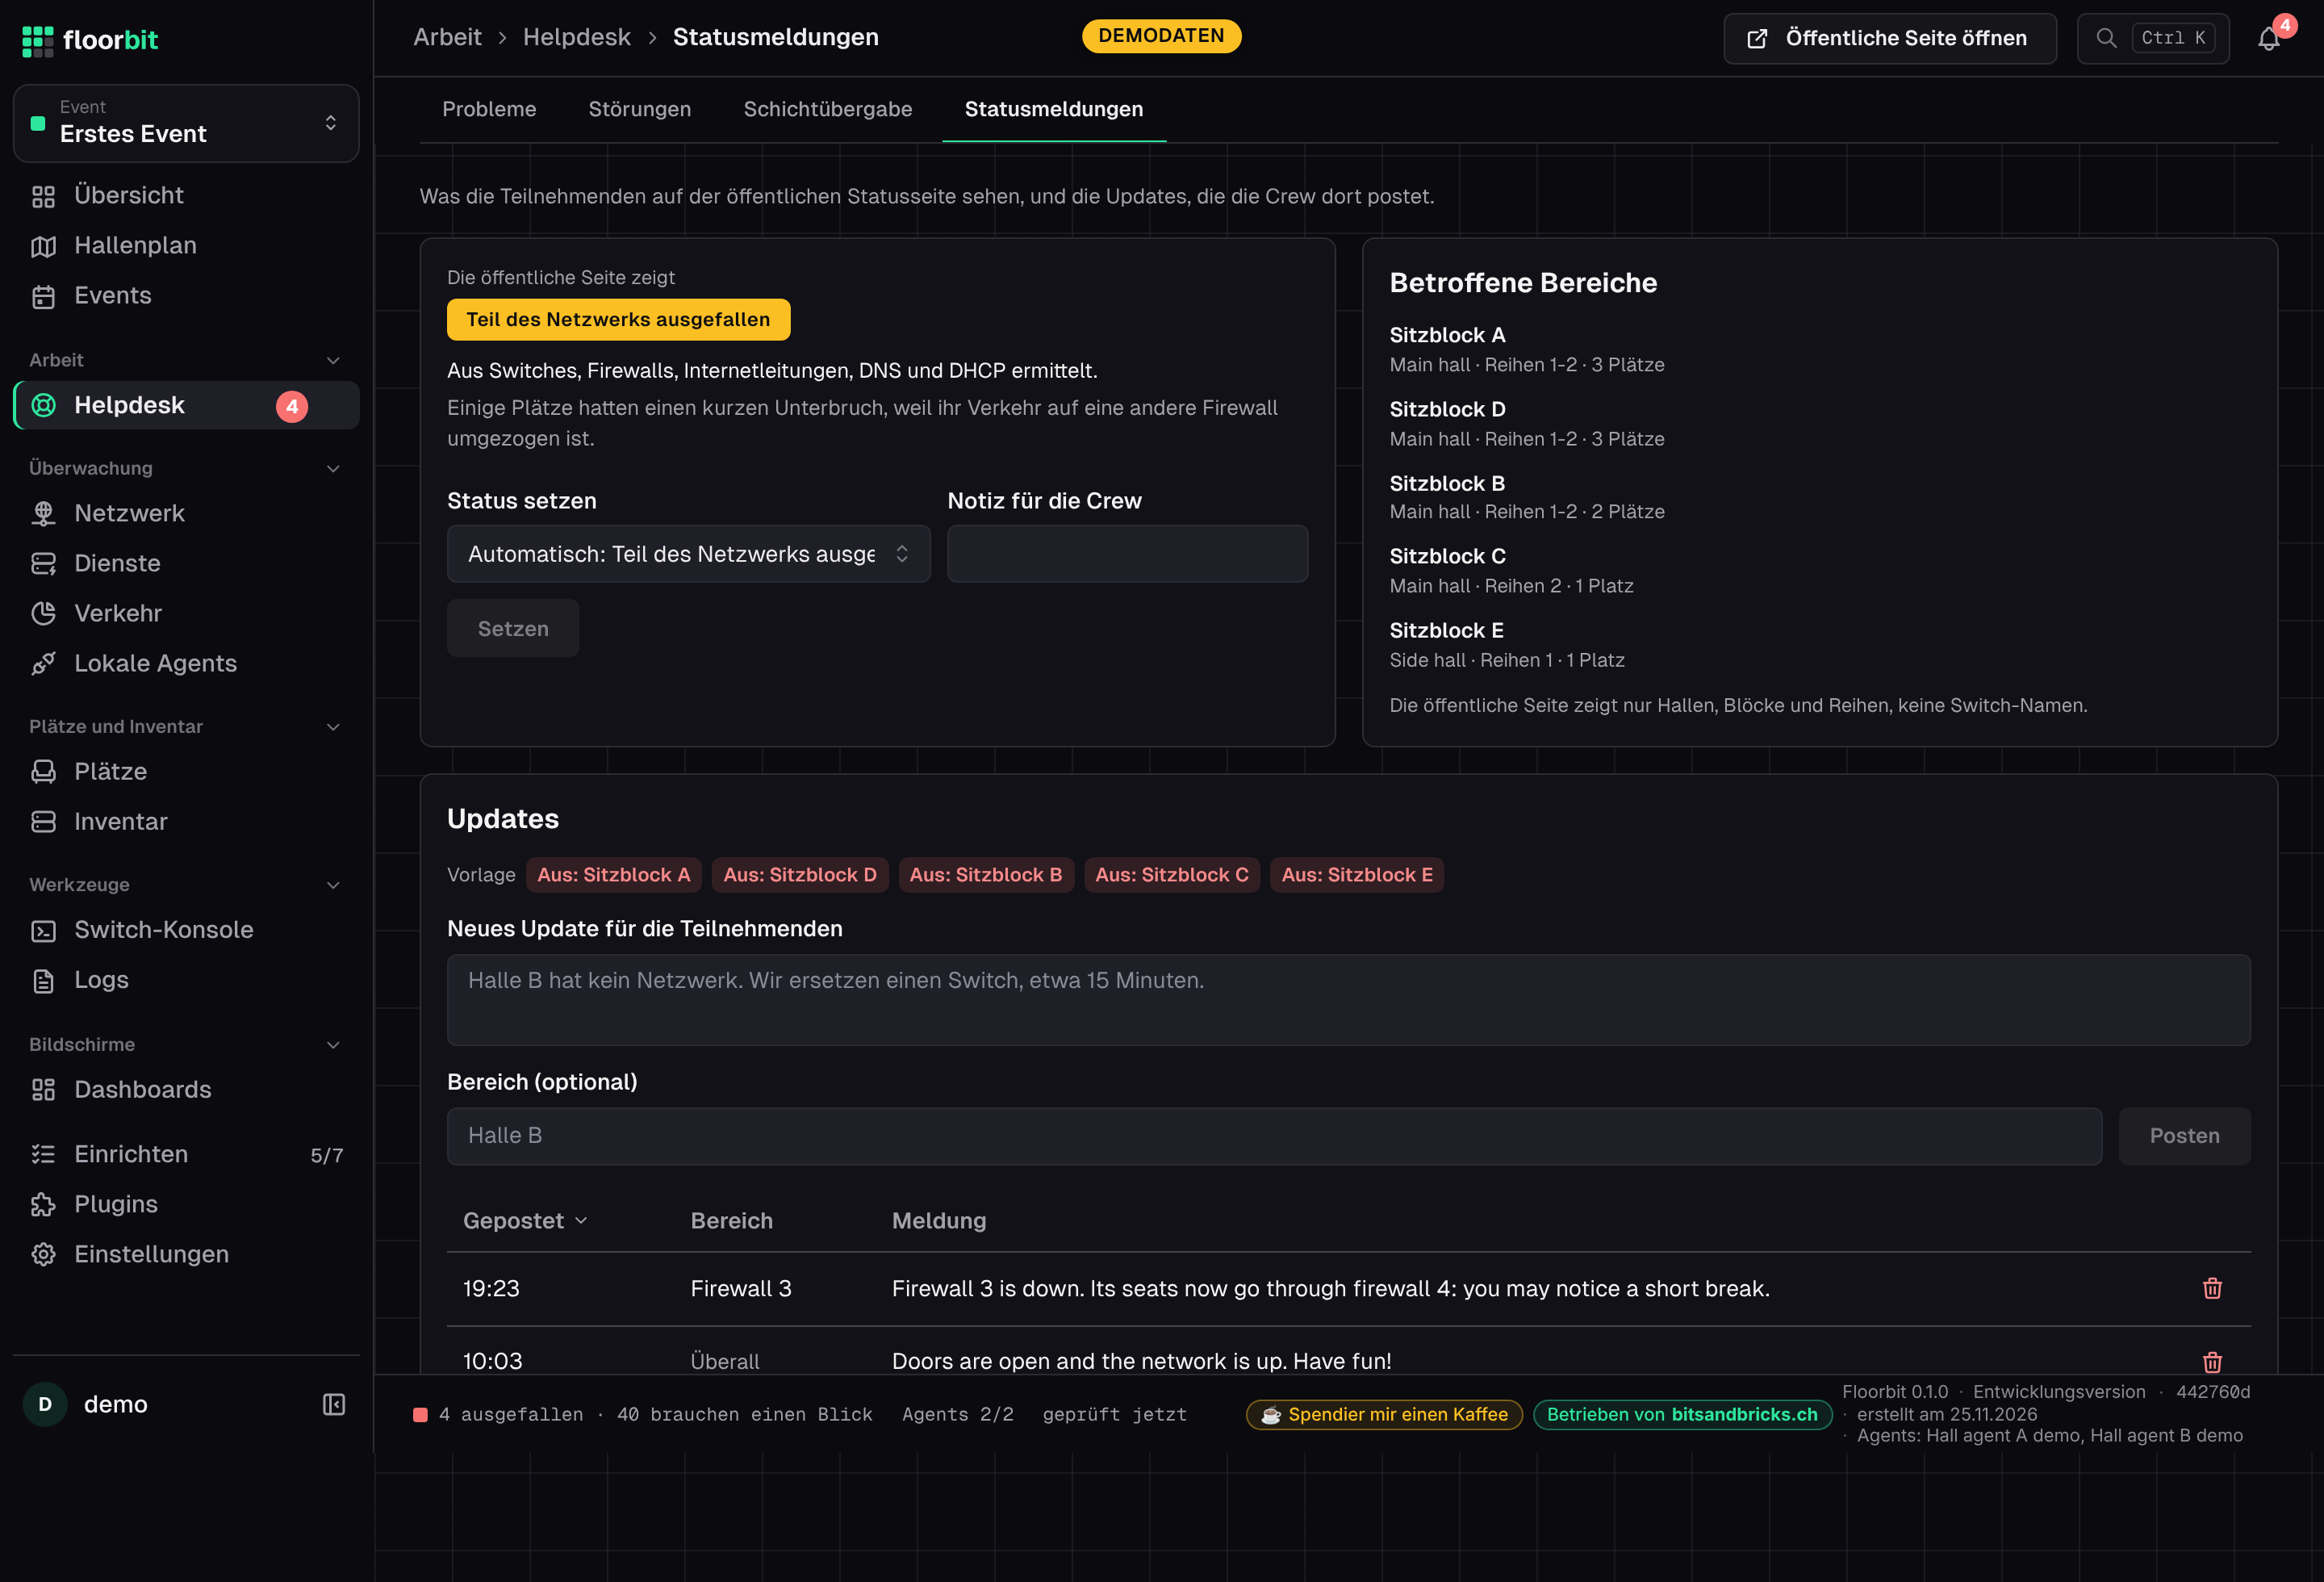 floorbit
Event
Erstes Event
Übersicht
Hallenplan
Events
Arbeit
Helpdesk 4
Überwachung
Netzwerk
Dienste
Verkehr
Lokale Agents
Plätze und Inventar
Plätze
Inventar
Werkzeuge
Switch-Konsole
Logs
Bildschirme
Dashboards
Einrichten 5/7
Plugins
Einstellungen
D demo
Arbeit > Helpdesk > Statusmeldungen
DEMODATEN
Öffentliche Seite öffnen
Ctrl K
4
Probleme Störungen Schichtübergabe Statusmeldungen
Was die Teilnehmenden auf der öffentlichen Statusseite sehen, und die Updates, die die Crew dort postet.
Die öffentliche Seite zeigt
Teil des Netzwerks ausgefallen
Aus Switches, Firewalls, Internetleitungen, DNS und DHCP ermittelt.
Einige Plätze hatten einen kurzen Unterbruch, weil ihr Verkehr auf eine andere Firewall
umgezogen ist.
Status setzen
Automatisch: Teil des Netzwerks ausge
Notiz für die Crew
Setzen
Betroffene Bereiche
Sitzblock A
Main hall · Reihen 1-2 · 3 Plätze
Sitzblock D
Main hall · Reihen 1-2 · 3 Plätze
Sitzblock B
Main hall · Reihen 1-2 · 2 Plätze
Sitzblock C
Main hall · Reihen 2 · 1 Platz
Sitzblock E
Side hall · Reihen 1 · 1 Platz
Die öffentliche Seite zeigt nur Hallen, Blöcke und Reihen, keine Switch-Namen.
Updates
Vorlage Aus: Sitzblock A Aus: Sitzblock D Aus: Sitzblock B Aus: Sitzblock C Aus: Sitzblock E
Neues Update für die Teilnehmenden
Halle B hat kein Netzwerk. Wir ersetzen einen Switch, etwa 15 Minuten.
Bereich (optional)
Halle B
Posten
Gepostet Bereich Meldung
19:23 Firewall 3 Firewall 3 is down. Its seats now go through firewall 4: you may notice a short break.
10:03 Überall Doors are open and the network is up. Have fun!
4 ausgefallen · 40 brauchen einen Blick Agents 2/2 geprüft jetzt
Spendier mir einen Kaffee
Betrieben von bitsandbricks.ch
Floorbit 0.1.0 · Entwicklungsversion · 442760d
· erstellt am 25.11.2026
· Agents: Hall agent A demo, Hall agent B demo